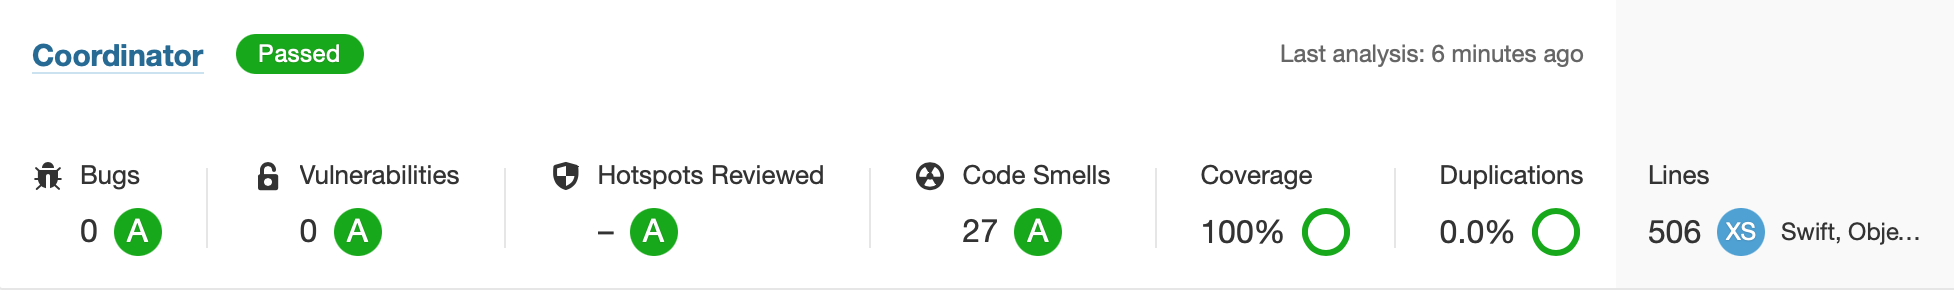 Coordinator Passed Last analysis: 6 minutes ago
Bugs Vulnerabilities Hotspots Reviewed Code Smells Coverage Duplications Lines
0 A 0 A – A 27 A 100% 0.0% 506 XS Swift, Obje...